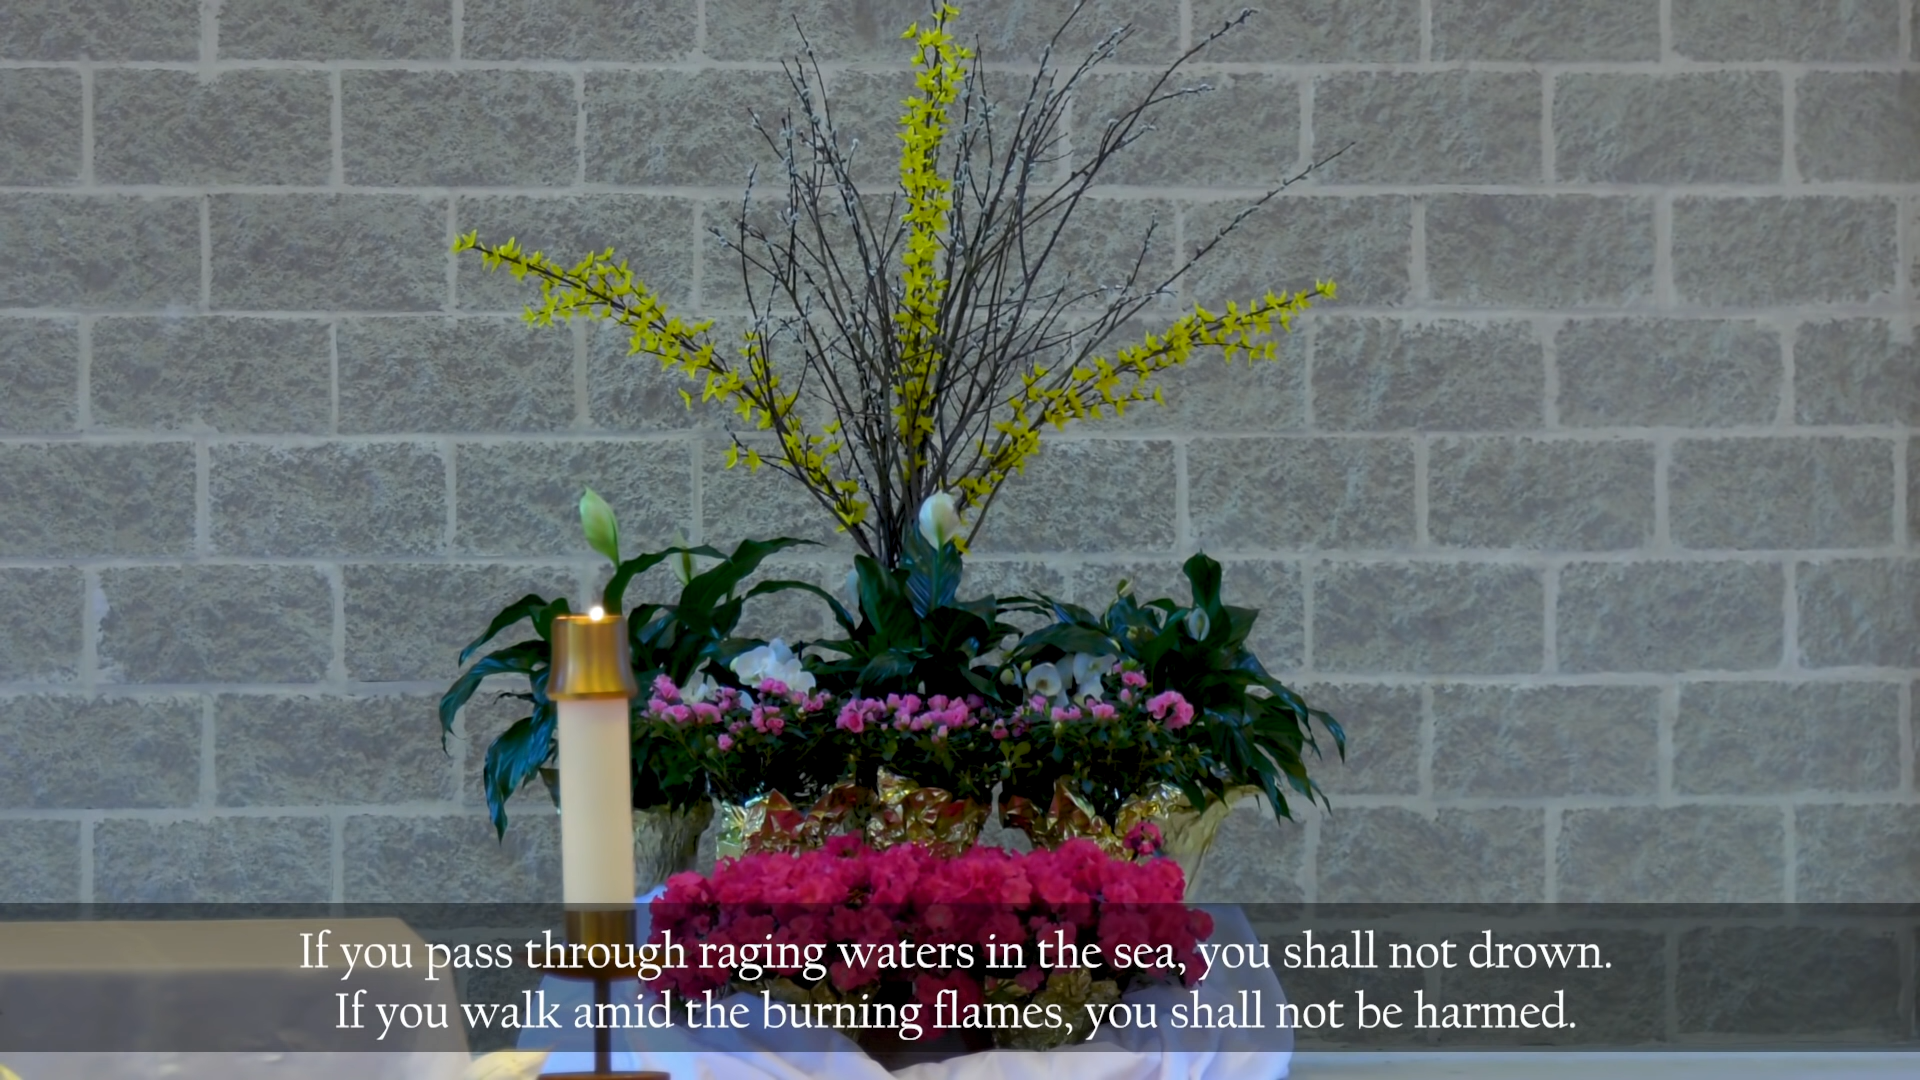 If you pass through raging waters in the sea, you shall not drown.
If you walk amid the burning flames, you shall not be harmed.